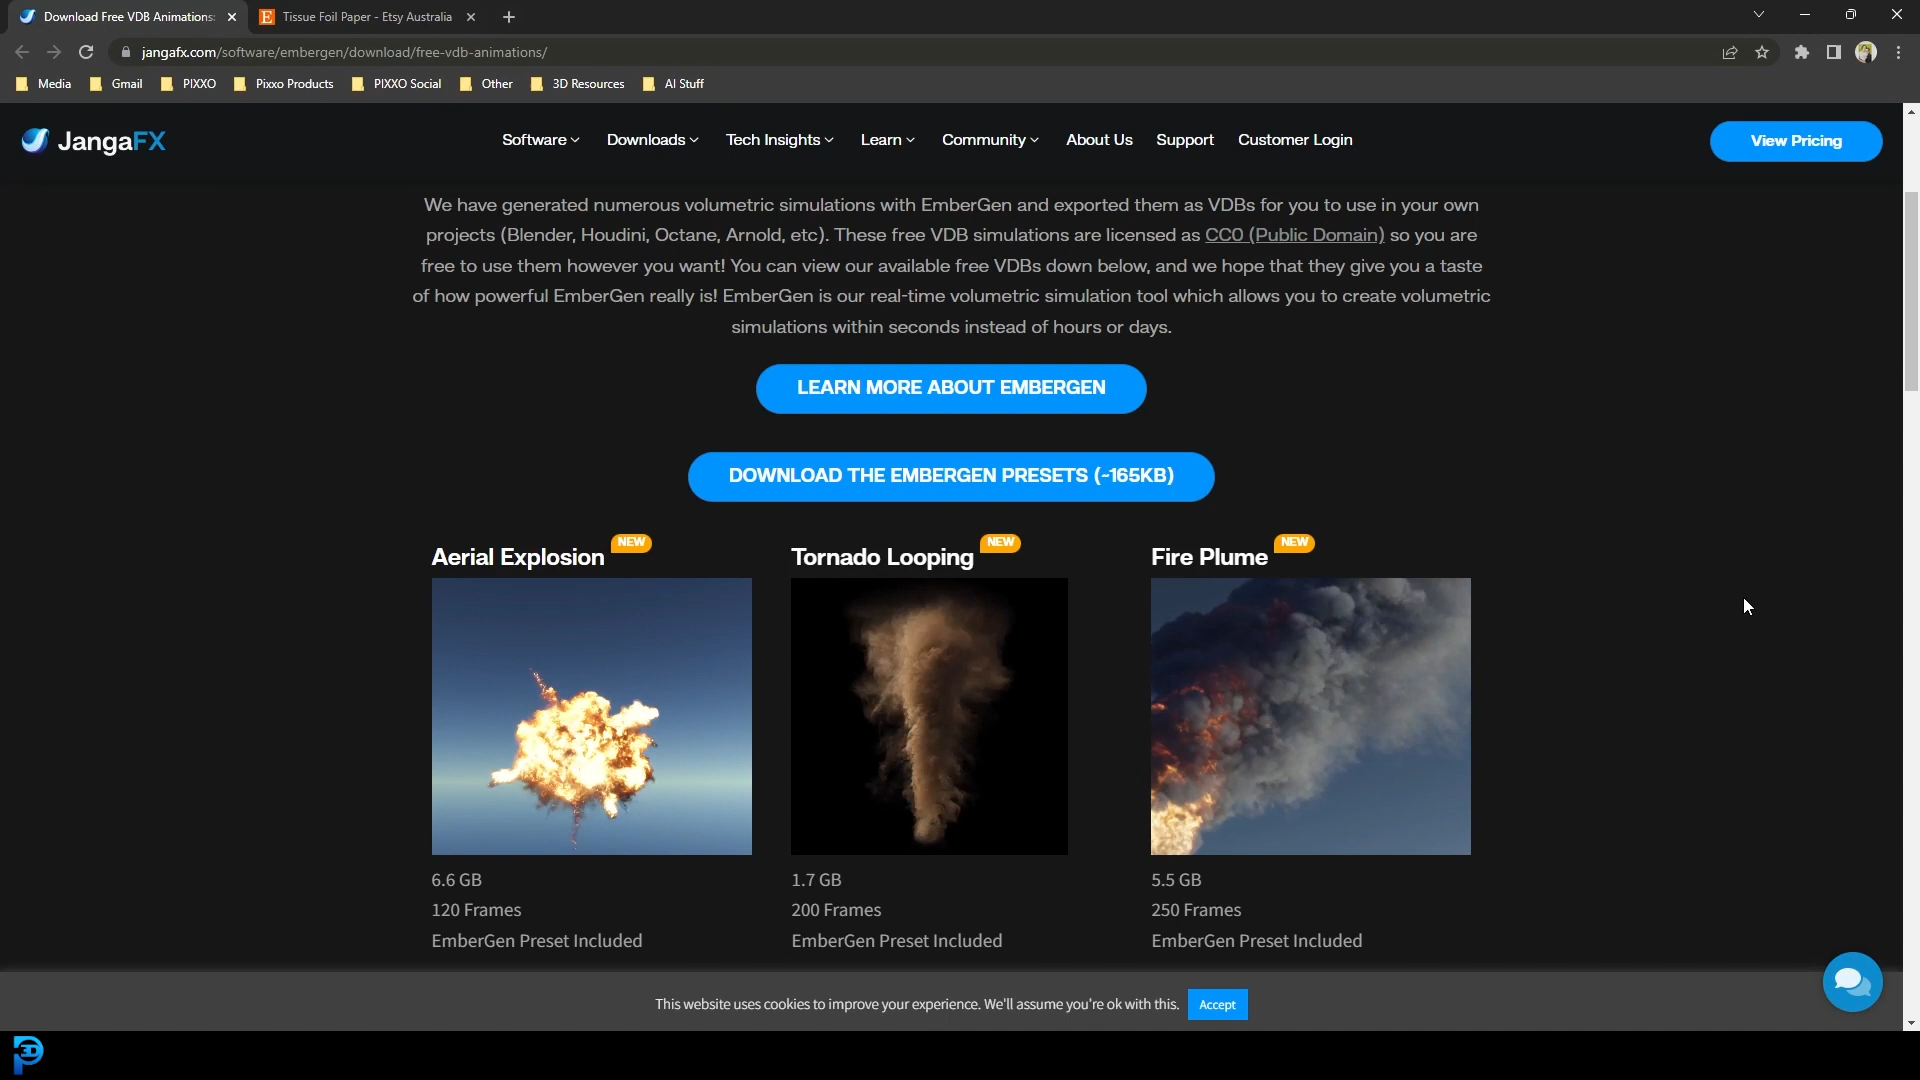 Download Free VDB Animations:
Tissue Foil Paper - Etsy Australia
jangafx.com/software/embergen/download/free-vdb-animations/
Media Gmail PIXXO Pixxo Products PIXXO Social Other 3D Resources AI Stuff
JangaFX
Software Downloads Tech Insights Learn Community About Us Support Customer Login
View Pricing
We have generated numerous volumetric simulations with EmberGen and exported them as VDBs for you to use in your own
projects (Blender, Houdini, Octane, Arnold, etc). These free VDB simulations are licensed as CC0 (Public Domain) so you are
free to use them however you want! You can view our available free VDBs down below, and we hope that they give you a taste
of how powerful EmberGen really is! EmberGen is our real-time volumetric simulation tool which allows you to create volumetric
simulations within seconds instead of hours or days.
LEARN MORE ABOUT EMBERGEN
DOWNLOAD THE EMBERGEN PRESETS (~165KB)
Aerial Explosion NEW
Tornado Looping NEW
Fire Plume NEW
6.6 GB
120 Frames
EmberGen Preset Included
1.7 GB
200 Frames
EmberGen Preset Included
5.5 GB
250 Frames
EmberGen Preset Included
This website uses cookies to improve your experience. We'll assume you're ok with this.
Accept
P3D